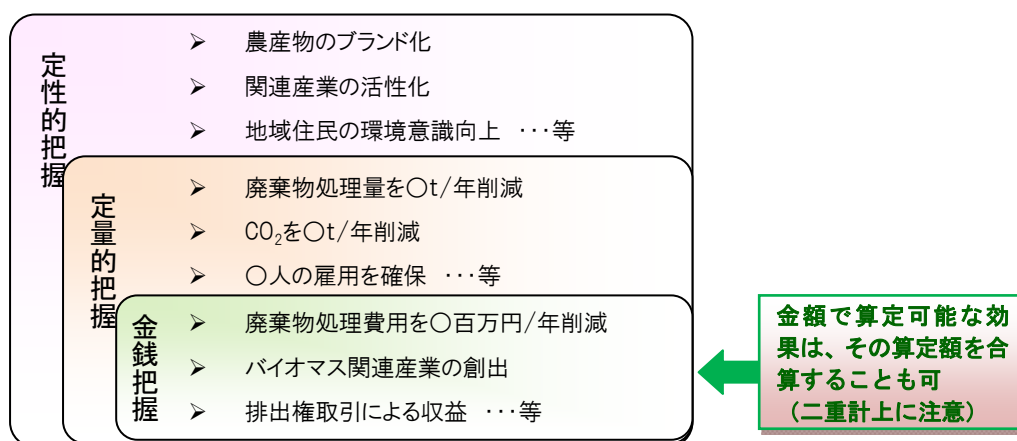 定性的把握
➢ 農産物のブランド化
➢ 関連産業の活性化
➢ 地域住民の環境意識向上 ･･･等
定量的把握
➢ 廃棄物処理量を○t/年削減
➢ CO₂を○t/年削減
➢ ○人の雇用を確保 ･･･等
金銭把握
➢ 廃棄物処理費用を○百万円/年削減
➢ バイオマス関連産業の創出
➢ 排出権取引による収益 ･･･等
金額で算定可能な効
果は、その算定額を合
算することも可
（二重計上に注意）